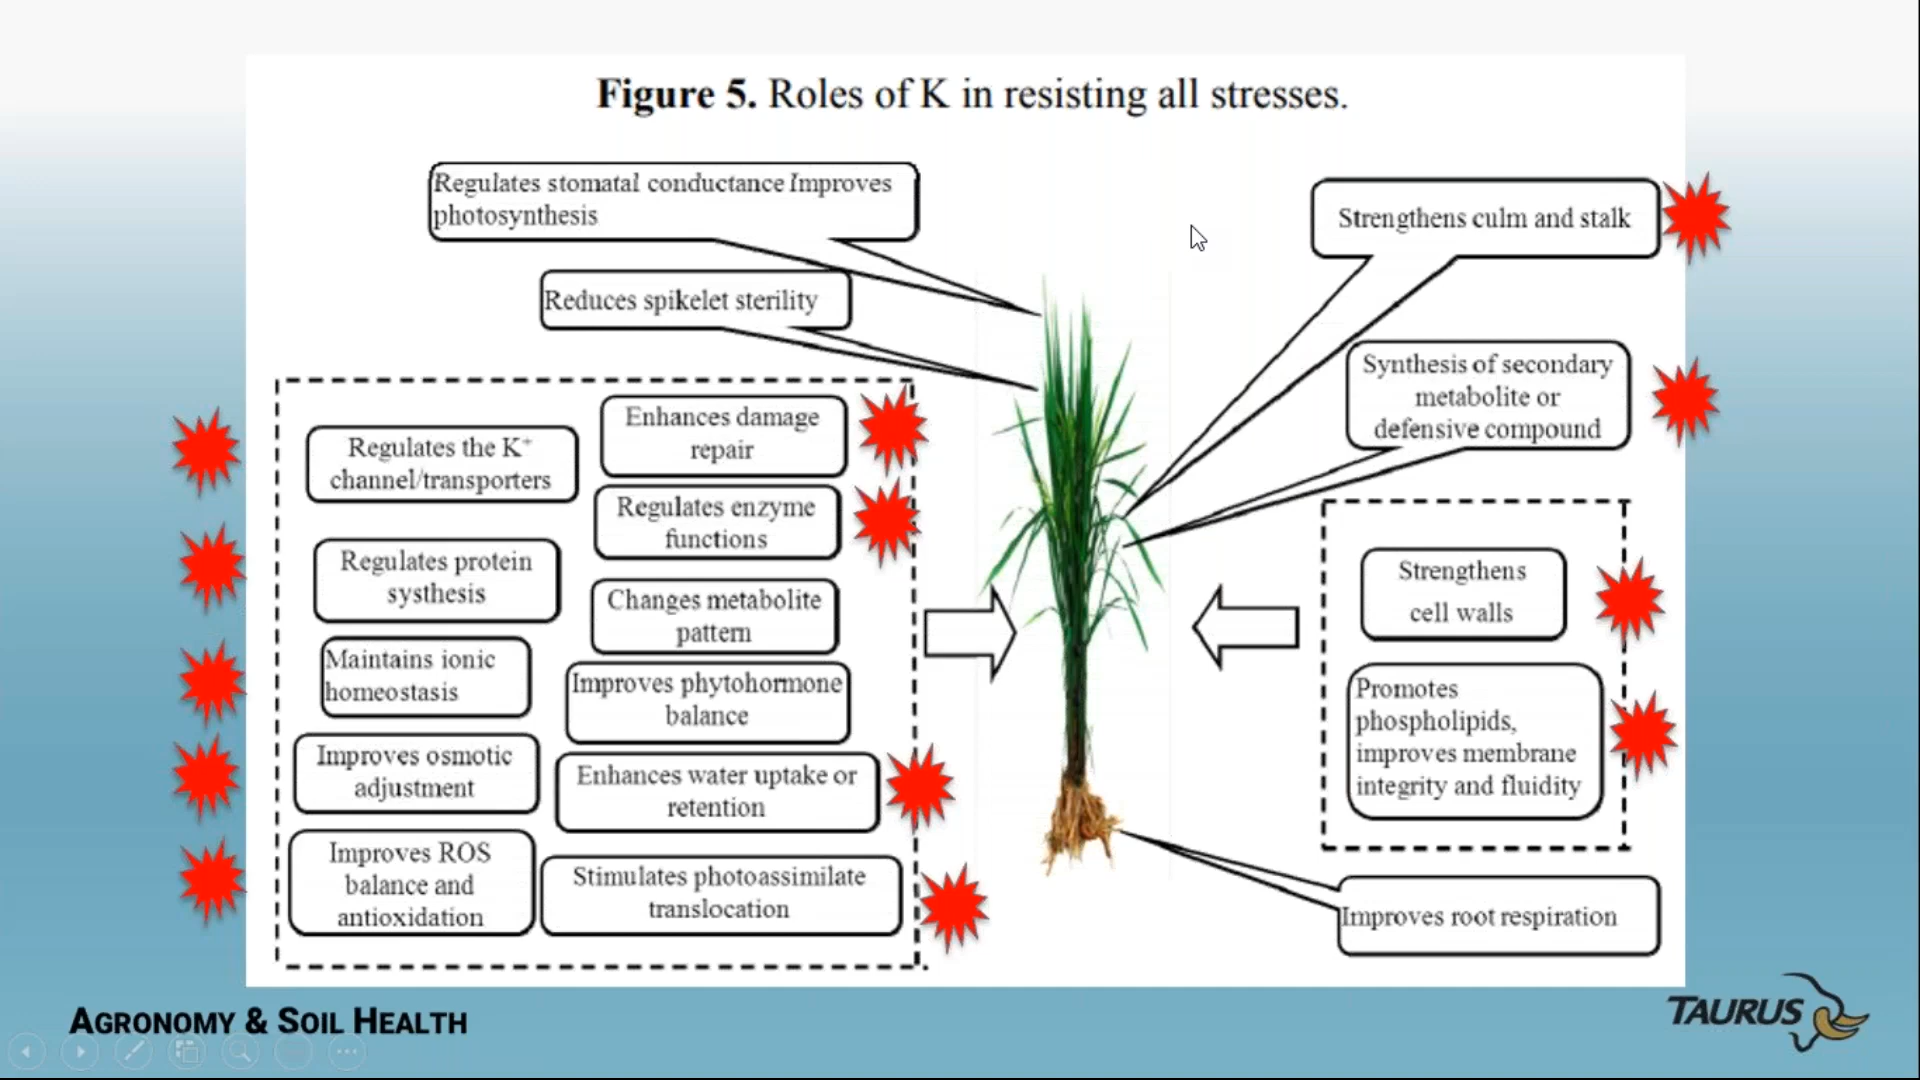 Figure 5. Roles of K in resisting all stresses.
Regulates stomatal conductance Improves
photosynthesis
Reduces spikelet sterility
Strengthens culm and stalk
Synthesis of secondary
metabolite or
defensive compound
Regulates the K⁺
channel/transporters
Enhances damage
repair
Regulates enzyme
functions
Regulates protein
systhesis
Changes metabolite
pattern
Maintains ionic
homeostasis
Improves phytohormone
balance
Improves osmotic
adjustment
Enhances water uptake or
retention
Improves ROS
balance and
antioxidation
Stimulates photoassimilate
translocation
Strengthens
cell walls
Promotes
phospholipids,
improves membrane
integrity and fluidity
Improves root respiration
AGRONOMY & SOIL HEALTH
TAURUS